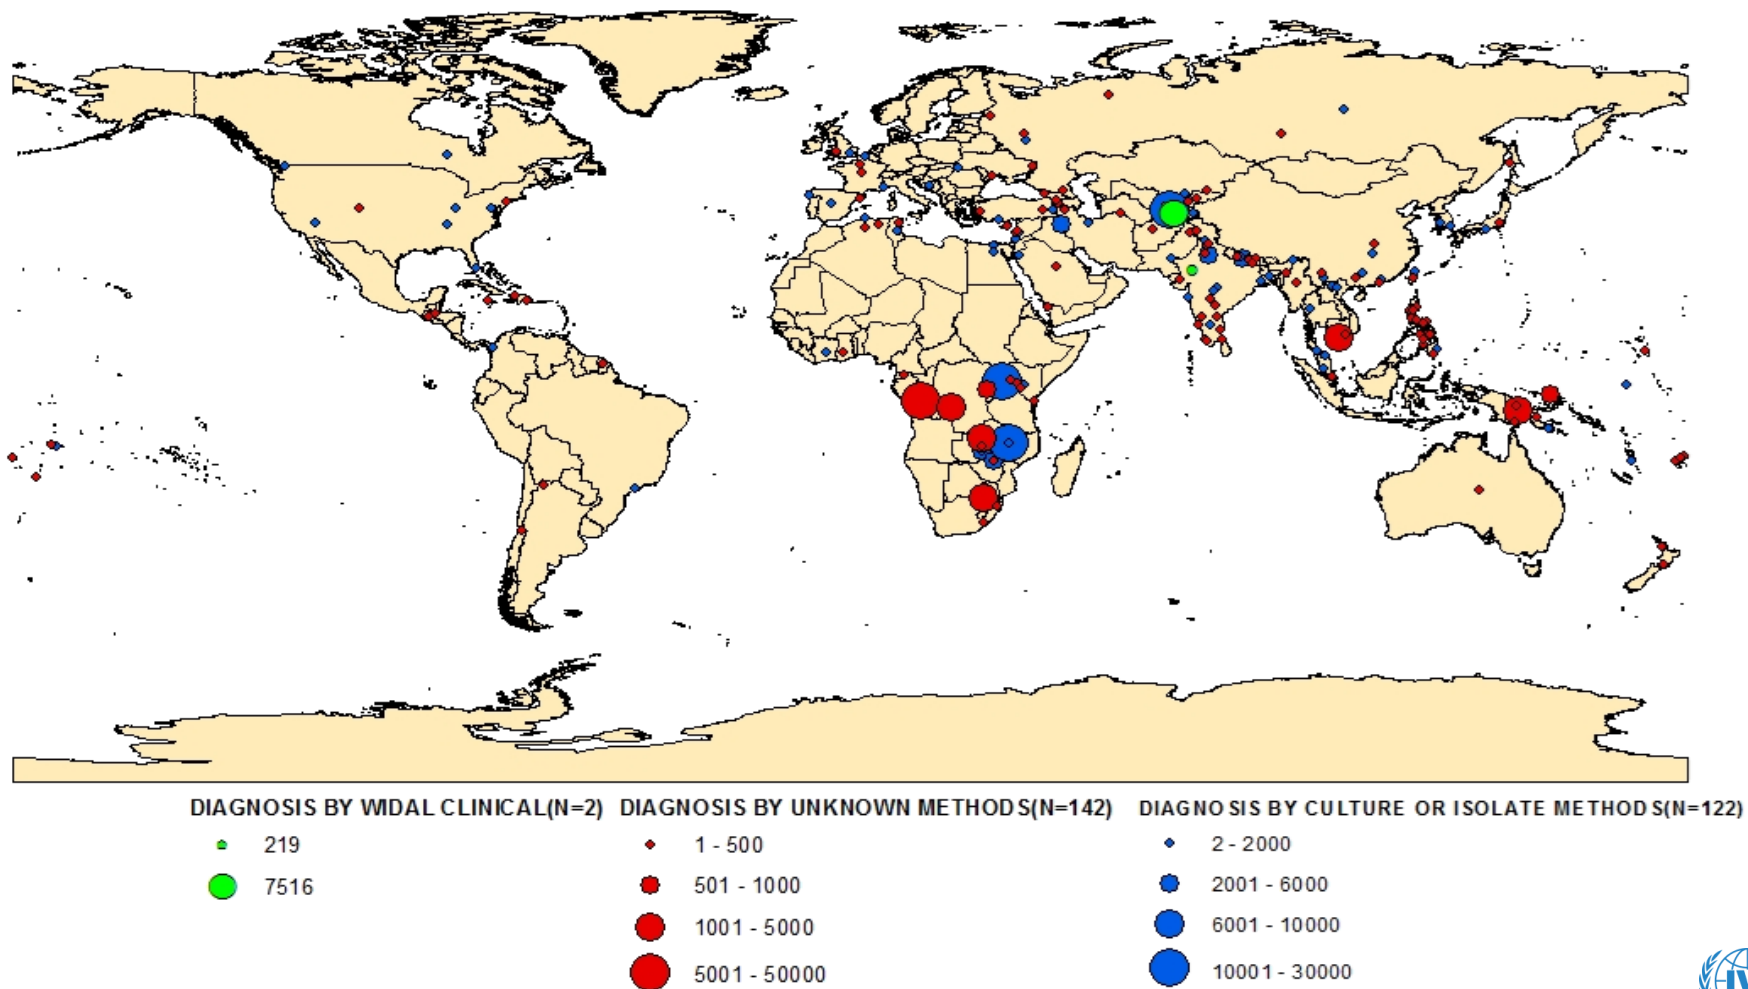 DIAGNOSIS BY WIDAL CLINICAL(N=2)
219
7516
DIAGNOSIS BY UNKNOWN METHODS(N=142)
1 - 500
501 - 1000
1001 - 5000
5001 - 50000
DIAGNOSIS BY CULTURE OR ISOLATE METHODS(N=122)
2 - 2000
2001 - 6000
6001 - 10000
10001 - 30000